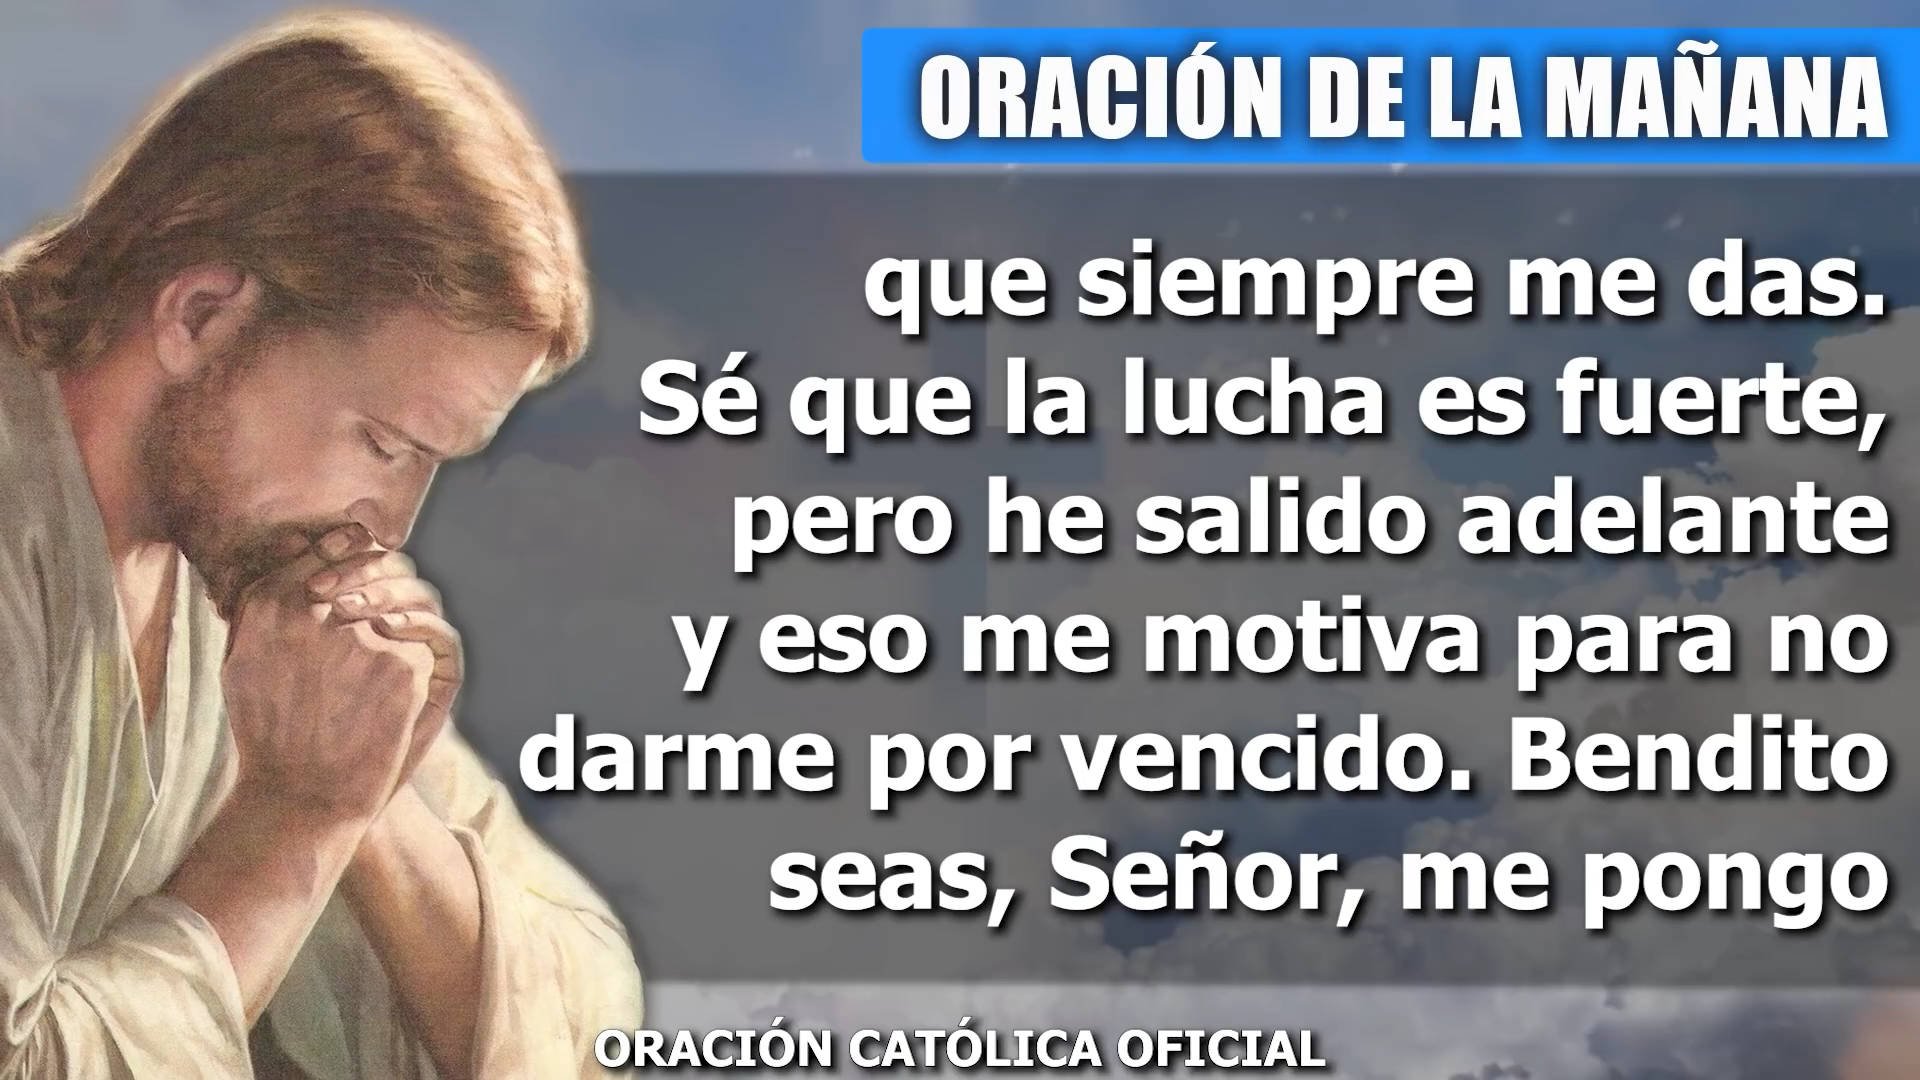 ORACIÓN DE LA MAÑANA
que siempre me das.
Sé que la lucha es fuerte,
pero he salido adelante
y eso me motiva para no
darme por vencido. Bendito
seas, Señor, me pongo
ORACIÓN CATÓLICA OFICIAL